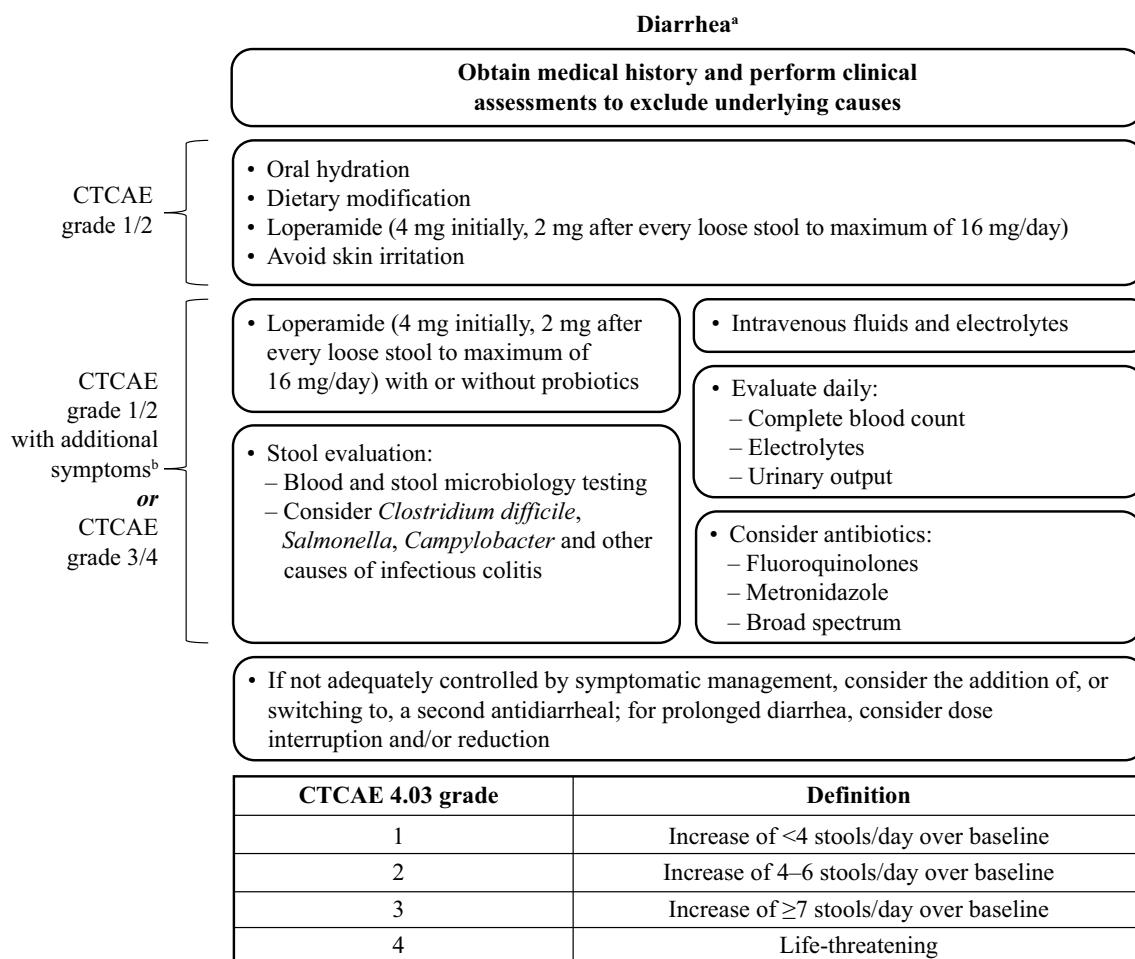 Diarrheaᵃ
Obtain medical history and perform clinical
assessments to exclude underlying causes
CTCAE
grade 1/2
• Oral hydration
• Dietary modification
• Loperamide (4 mg initially, 2 mg after every loose stool to maximum of 16 mg/day)
• Avoid skin irritation
CTCAE
grade 1/2
with additional
symptomsᵇ
or
CTCAE
grade 3/4
• Loperamide (4 mg initially, 2 mg after
every loose stool to maximum of
16 mg/day) with or without probiotics
• Stool evaluation:
– Blood and stool microbiology testing
– Consider Clostridium difficile,
Salmonella, Campylobacter and other
causes of infectious colitis
• Intravenous fluids and electrolytes
• Evaluate daily:
– Complete blood count
– Electrolytes
– Urinary output
• Consider antibiotics:
– Fluoroquinolones
– Metronidazole
– Broad spectrum
• If not adequately controlled by symptomatic management, consider the addition of, or
switching to, a second antidiarrheal; for prolonged diarrhea, consider dose
interruption and/or reduction
CTCAE 4.03 grade Definition
1 Increase of <4 stools/day over baseline
2 Increase of 4–6 stools/day over baseline
3 Increase of ≥7 stools/day over baseline
4 Life-threatening